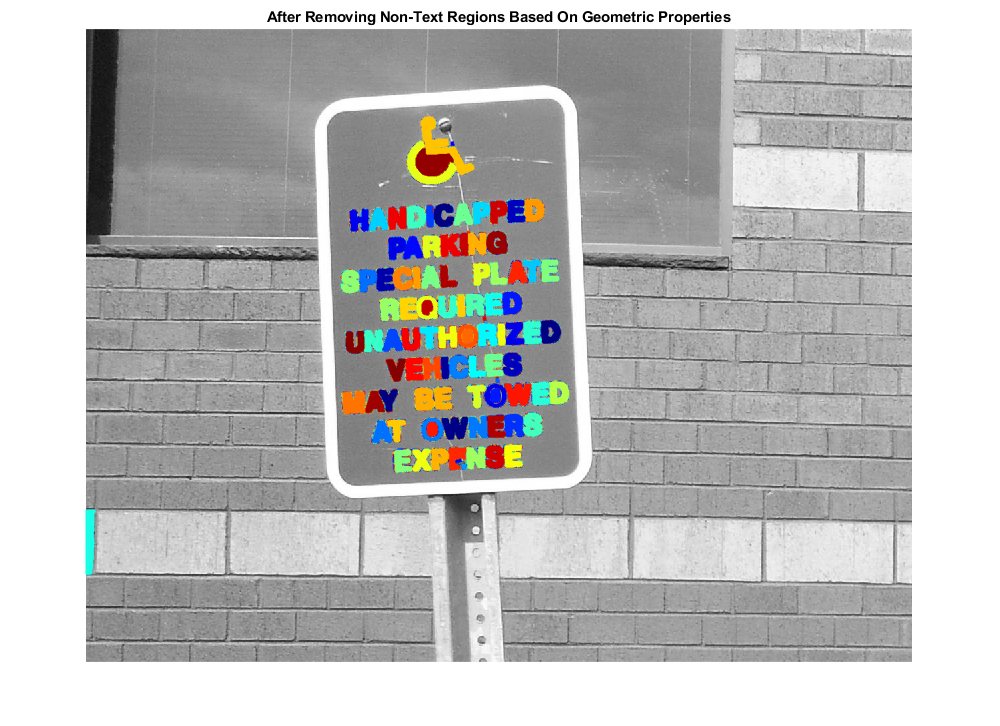 After Removing Non-Text Regions Based On Geometric Properties
HANDICAPPED
PARKING
SPECIAL PLATE
REQUIRED
UNAUTHORIZED
VEHICLES
MAY BE TOWED
AT OWNERS
EXPENSE